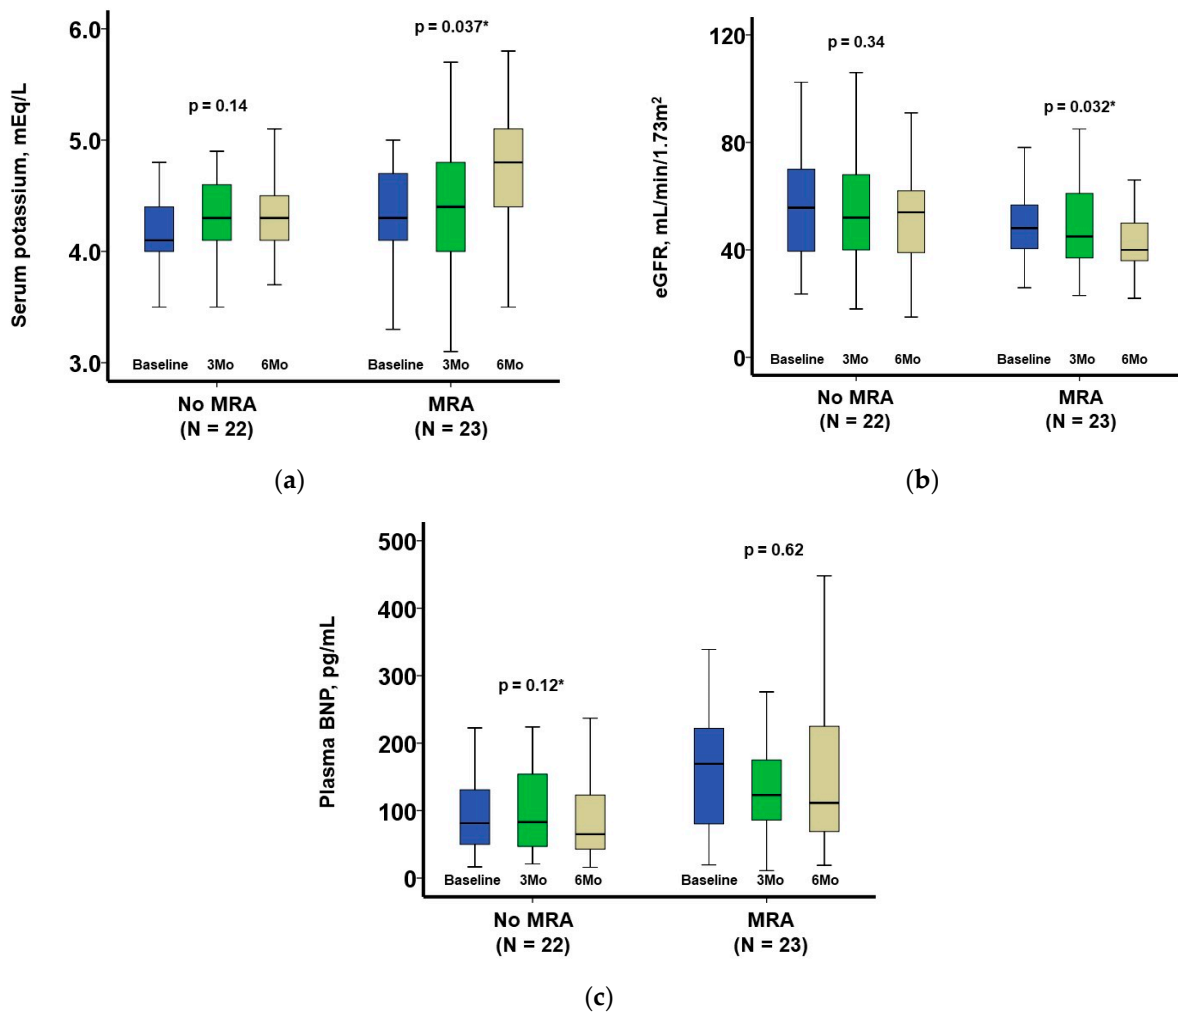 6.0
5.0
4.0
3.0
Serum potassium, mEq/L
p = 0.14
p = 0.037*
Baseline 3Mo 6Mo
Baseline 3Mo 6Mo
No MRA
(N = 22)
MRA
(N = 23)
(a)
120
80
40
0
eGFR, mL/min/1.73m²
p = 0.34
p = 0.032*
Baseline 3Mo 6Mo
Baseline 3Mo 6Mo
No MRA
(N = 22)
MRA
(N = 23)
(b)
500
400
300
200
100
0
Plasma BNP, pg/mL
p = 0.12*
p = 0.62
Baseline 3Mo 6Mo
Baseline 3Mo 6Mo
No MRA
(N = 22)
MRA
(N = 23)
(c)